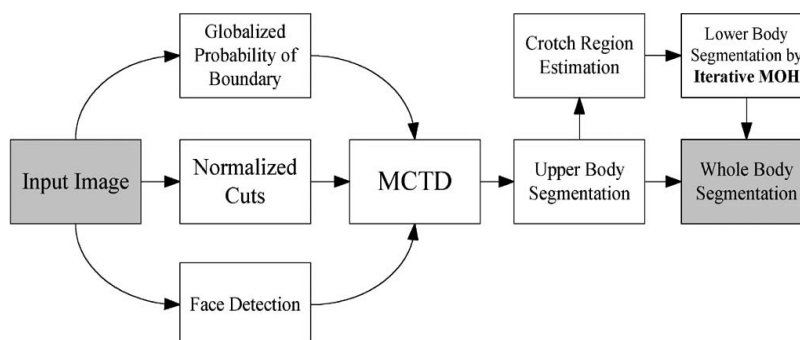 Globalized
Probability of
Boundary
Crotch Region
Estimation
Lower Body
Segmentation by
Iterative MOH
Input Image
Normalized
Cuts
MCTD
Upper Body
Segmentation
Whole Body
Segmentation
Face Detection